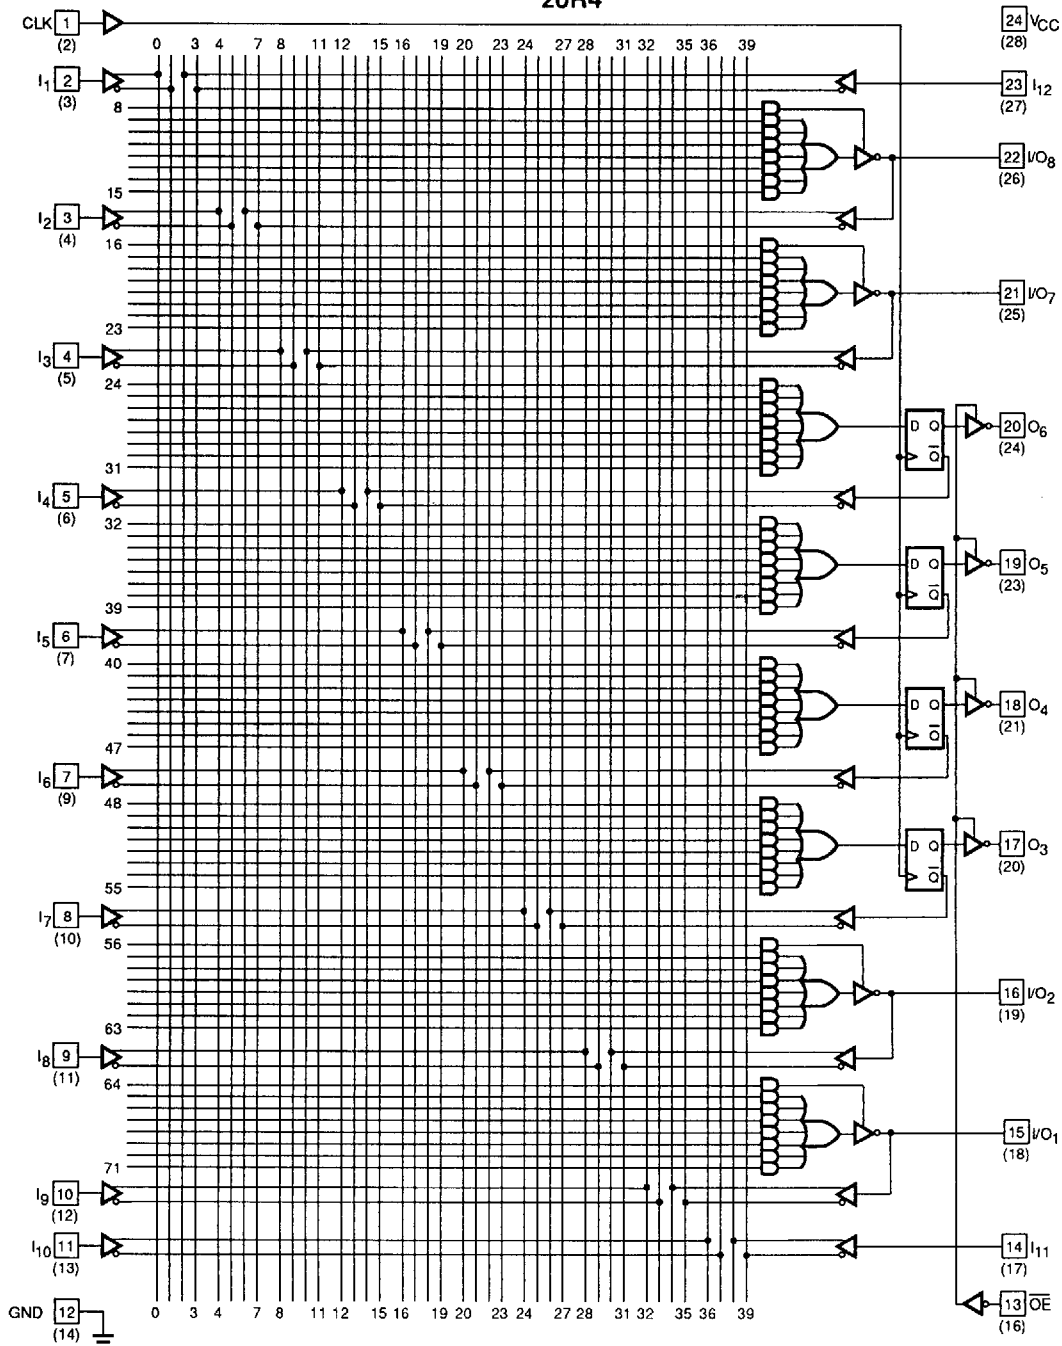 20R4
CLK 1 (2)
24 VCC (28)
0 3 4 7 8 11 12 15 16 19 20 23 24 27 28 31 32 35 36 39
I1 2 (3)
23 I12 (27)
8
22 I/O8 (26)
15
I2 3 (4)
16
21 I/O7 (25)
23
I3 4 (5)
24
D Q Q
20 O6 (24)
31
I4 5 (6)
32
D Q Q
19 O5 (23)
39
I5 6 (7)
40
D Q Q
18 O4 (21)
47
I6 7 (9)
48
D Q Q
17 O3 (20)
55
I7 8 (10)
56
16 I/O2 (19)
63
I8 9 (11)
64
15 I/O1 (18)
71
I9 10 (12)
I10 11 (13)
14 I11 (17)
GND 12 (14)
0 3 4 7 8 11 12 15 16 19 20 23 24 27 28 31 32 35 36 39
13 OE (16)